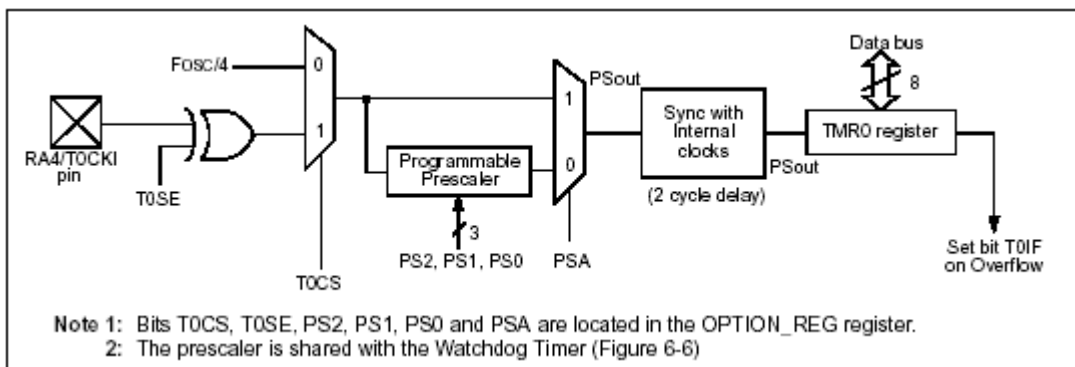 Data bus
8
FOSC/4
0
1
PSout
1
0
Sync with
Internal
clocks
TMR0 register
RA4/T0CKI
pin
Programmable
Prescaler
PSout
T0SE
(2 cycle delay)
3
PS2, PS1, PS0
PSA
T0CS
Set bit T0IF
on Overflow
Note 1: Bits T0CS, T0SE, PS2, PS1, PS0 and PSA are located in the OPTION_REG register.
2: The prescaler is shared with the Watchdog Timer (Figure 6-6)